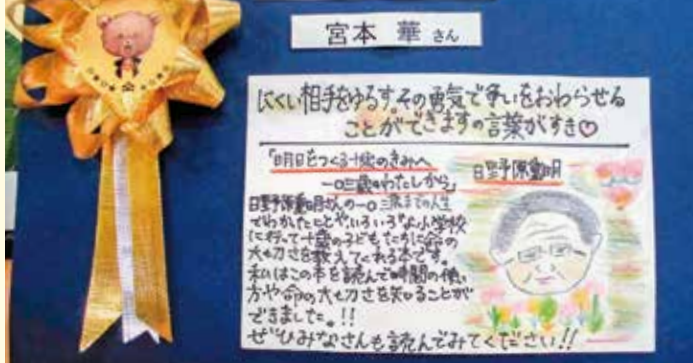 宮本 華 さん
にくい相手をゆるす。その勇気で争いをおわらせる
ことができますの言葉がすき♡
「明日をつくる十歳のきみへ
一〇三歳のわたしから」
日野原重明
日野原重明さんの一〇三歳までの人生
でわかったことや、いろいろな小学校
に行って十歳の子どもたちに命の
大切さを教えてくれる本です。
私はこの本を読んで時間の使い
方や命の大切さを知ることが
できました。!!
ぜひみなさんも読んでみてください!!